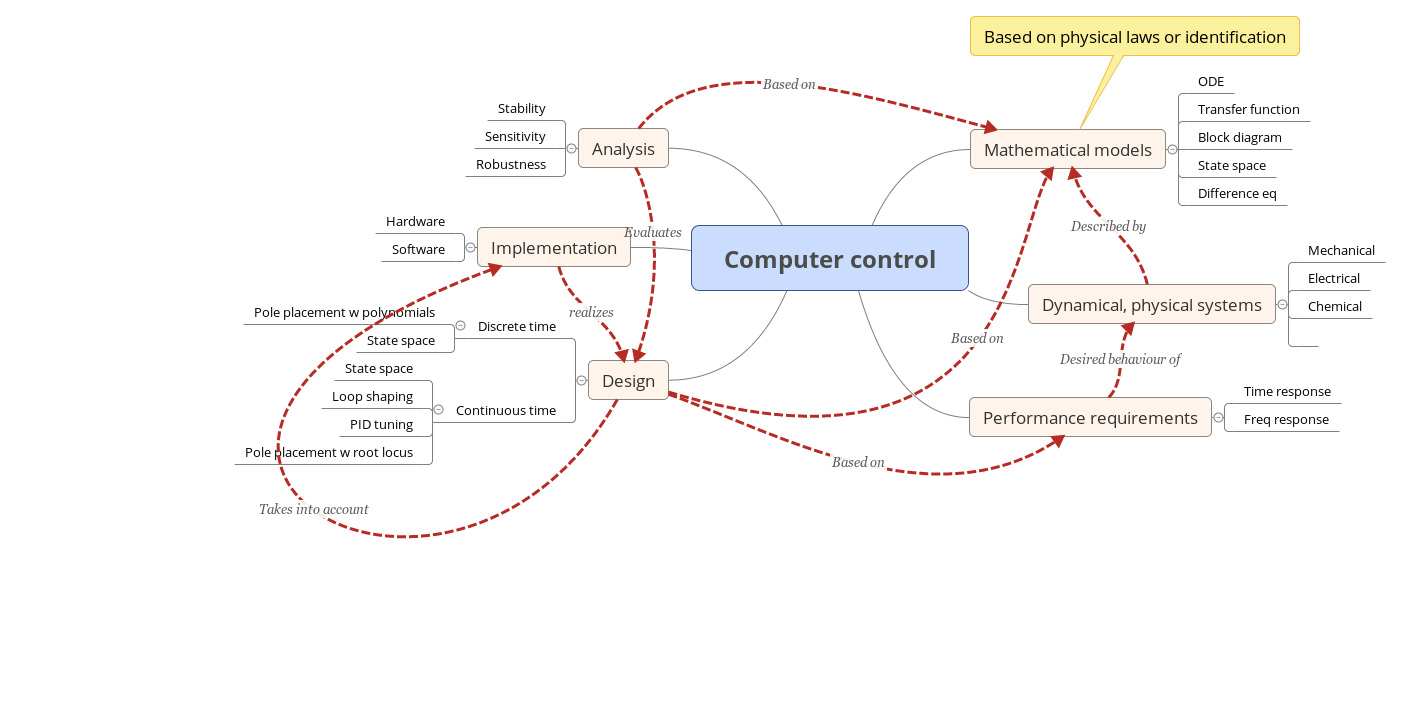 Based on physical laws or identification
Based on
ODE
Transfer function
Block diagram
State space
Difference eq
Mathematical models
Stability
Sensitivity
Robustness
Analysis
Hardware
Software
Implementation
Evaluates
Computer control
Described by
Mechanical
Electrical
Chemical
Dynamical, physical systems
realizes
Pole placement w polynomials
State space
Discrete time
Based on
Desired behaviour of
State space
Loop shaping
PID tuning
Pole placement w root locus
Continuous time
Design
Time response
Freq response
Performance requirements
Based on
Takes into account